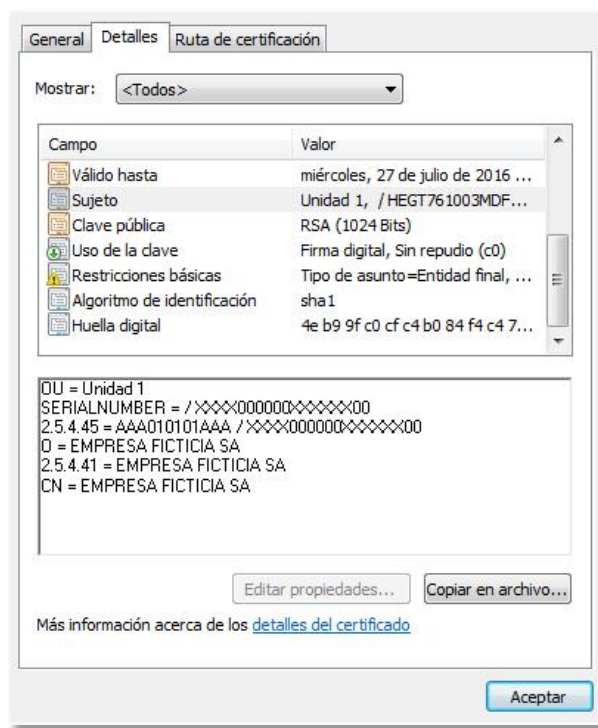 General Detalles Ruta de certificación
Mostrar: <Todos>
Campo Valor
Válido hasta miércoles, 27 de julio de 2016 ...
Sujeto Unidad 1, / HEGT761003MDF...
Clave pública RSA (1024 Bits)
Uso de la clave Firma digital, Sin repudio (c0)
Restricciones básicas Tipo de asunto=Entidad final, ...
Algoritmo de identificación sha1
Huella digital 4e b9 9f c0 cf c4 b0 84 f4 c4 7...
OU = Unidad 1
SERIALNUMBER = / XXXX000000XXXXXX00
2.5.4.45 = AAA010101AAA / XXXX000000XXXXXX00
O = EMPRESA FICTICIA SA
2.5.4.41 = EMPRESA FICTICIA SA
CN = EMPRESA FICTICIA SA
Editar propiedades... Copiar en archivo...
Más información acerca de los detalles del certificado
Aceptar